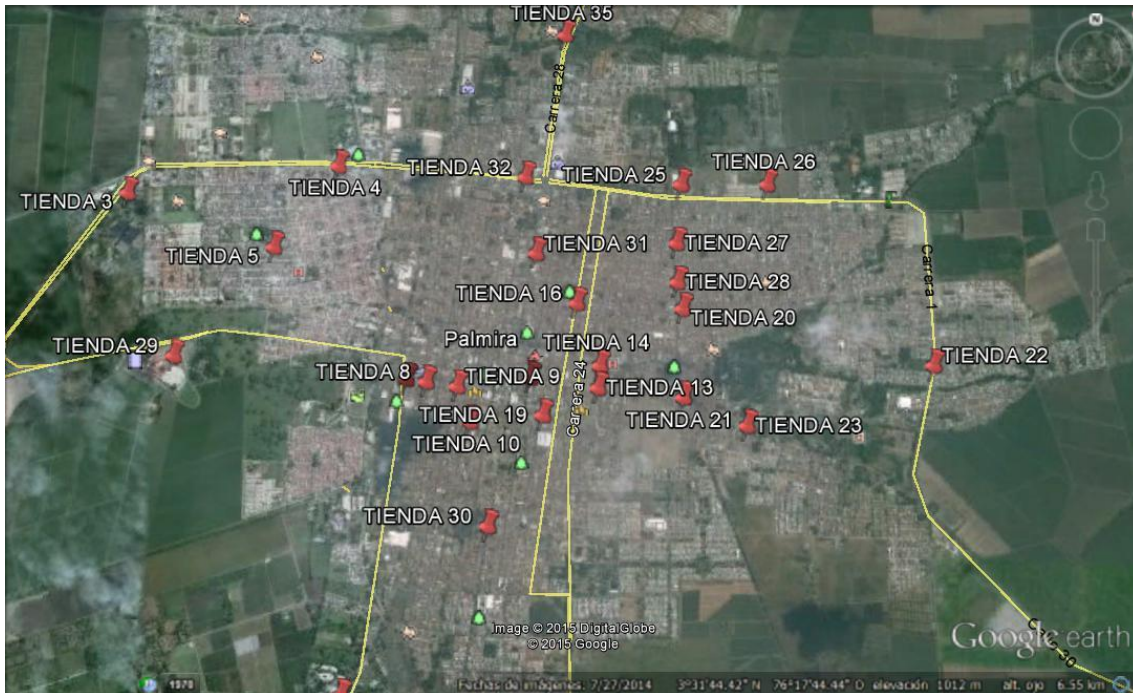 TIENDA 35
N
Carrera 28
TIENDA 32
TIENDA 25
TIENDA 26
TIENDA 4
TIENDA 3
TIENDA 5
TIENDA 31
TIENDA 27
TIENDA 28
TIENDA 16
TIENDA 20
Carrera 1
Palmira
TIENDA 14
TIENDA 29
TIENDA 8
TIENDA 9
TIENDA 13
TIENDA 22
TIENDA 19
Carrera 24
TIENDA 21
TIENDA 23
TIENDA 10
TIENDA 30
Image © 2015 DigitalGlobe
© 2015 Google
Google earth
1970
Fechas de imágenes: 7/27/2014 3°31'44.42" N 76°17'44.44" O elevación 1012 m alt. ojo 6.55 km